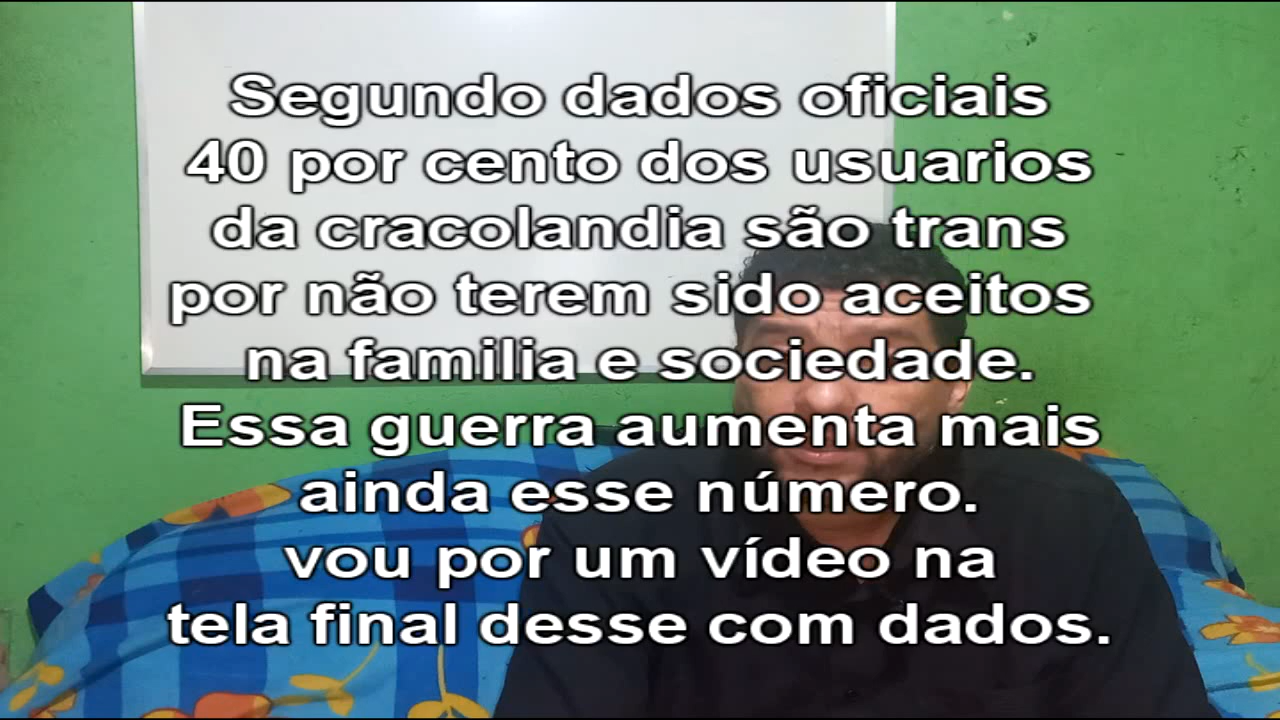 Segundo dados oficiais
40 por cento dos usuarios
da cracolandia são trans
por não terem sido aceitos
na familia e sociedade.
Essa guerra aumenta mais
ainda esse número.
vou por um vídeo na
tela final desse com dados.